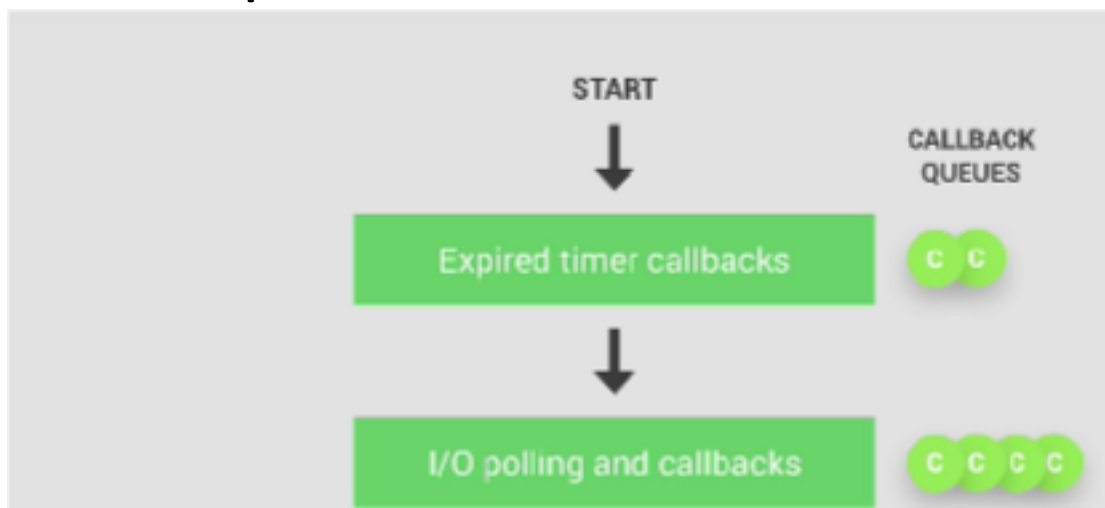 START
CALLBACK
QUEUES
Expired timer callbacks
C C
I/O polling and callbacks
C C C C